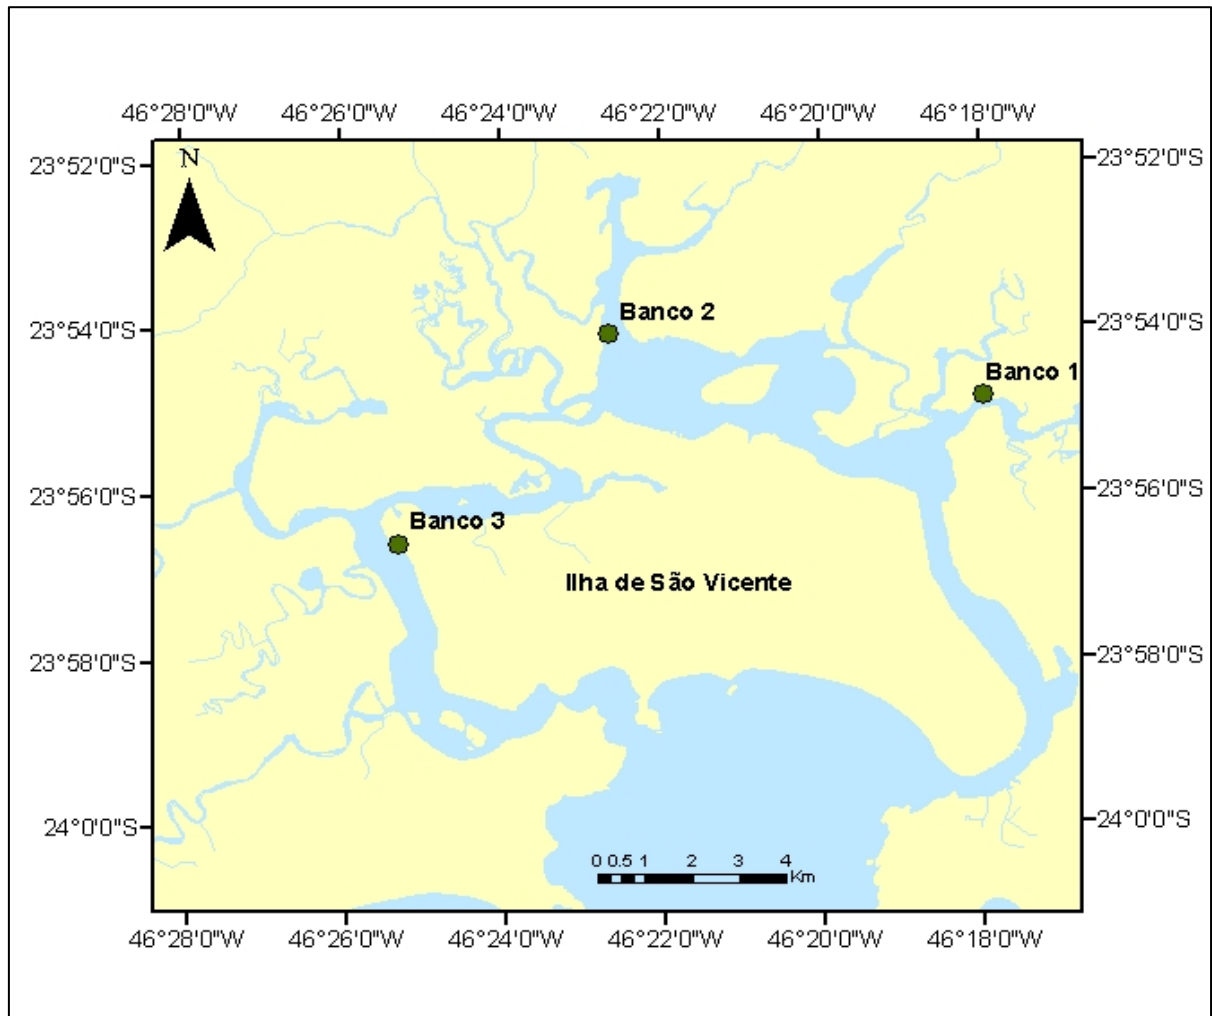 46°28'0"W 46°26'0"W 46°24'0"W 46°22'0"W 46°20'0"W 46°18'0"W
23°52'0"S N 23°52'0"S
Banco 2
23°54'0"S 23°54'0"S
Banco 1
23°56'0"S 23°56'0"S
Banco 3
Ilha de São Vicente
23°58'0"S 23°58'0"S
24°0'0"S 24°0'0"S
0 0.5 1 2 3 4
Km
46°28'0"W 46°26'0"W 46°24'0"W 46°22'0"W 46°20'0"W 46°18'0"W